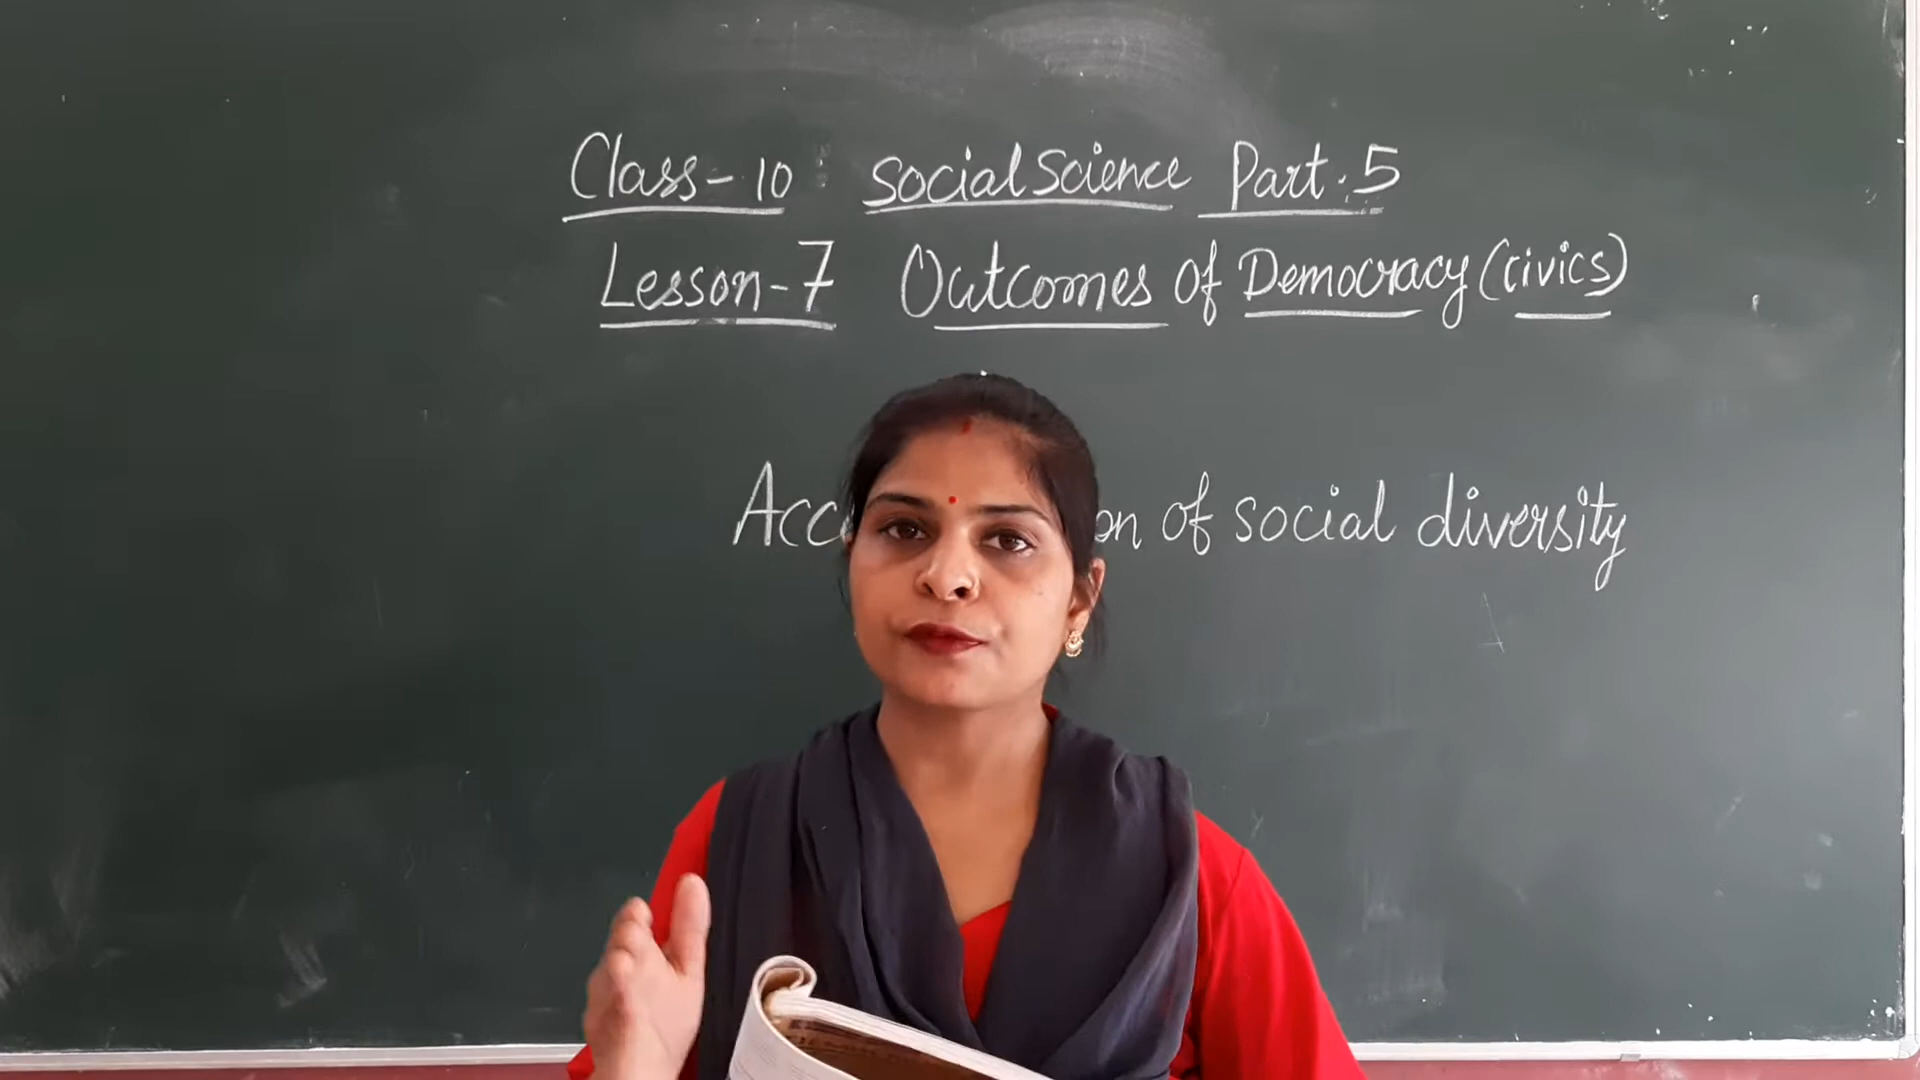 Class-10 : Social Science Part.5
Lesson-7 Outcomes of Democracy (civics)
of social diversity